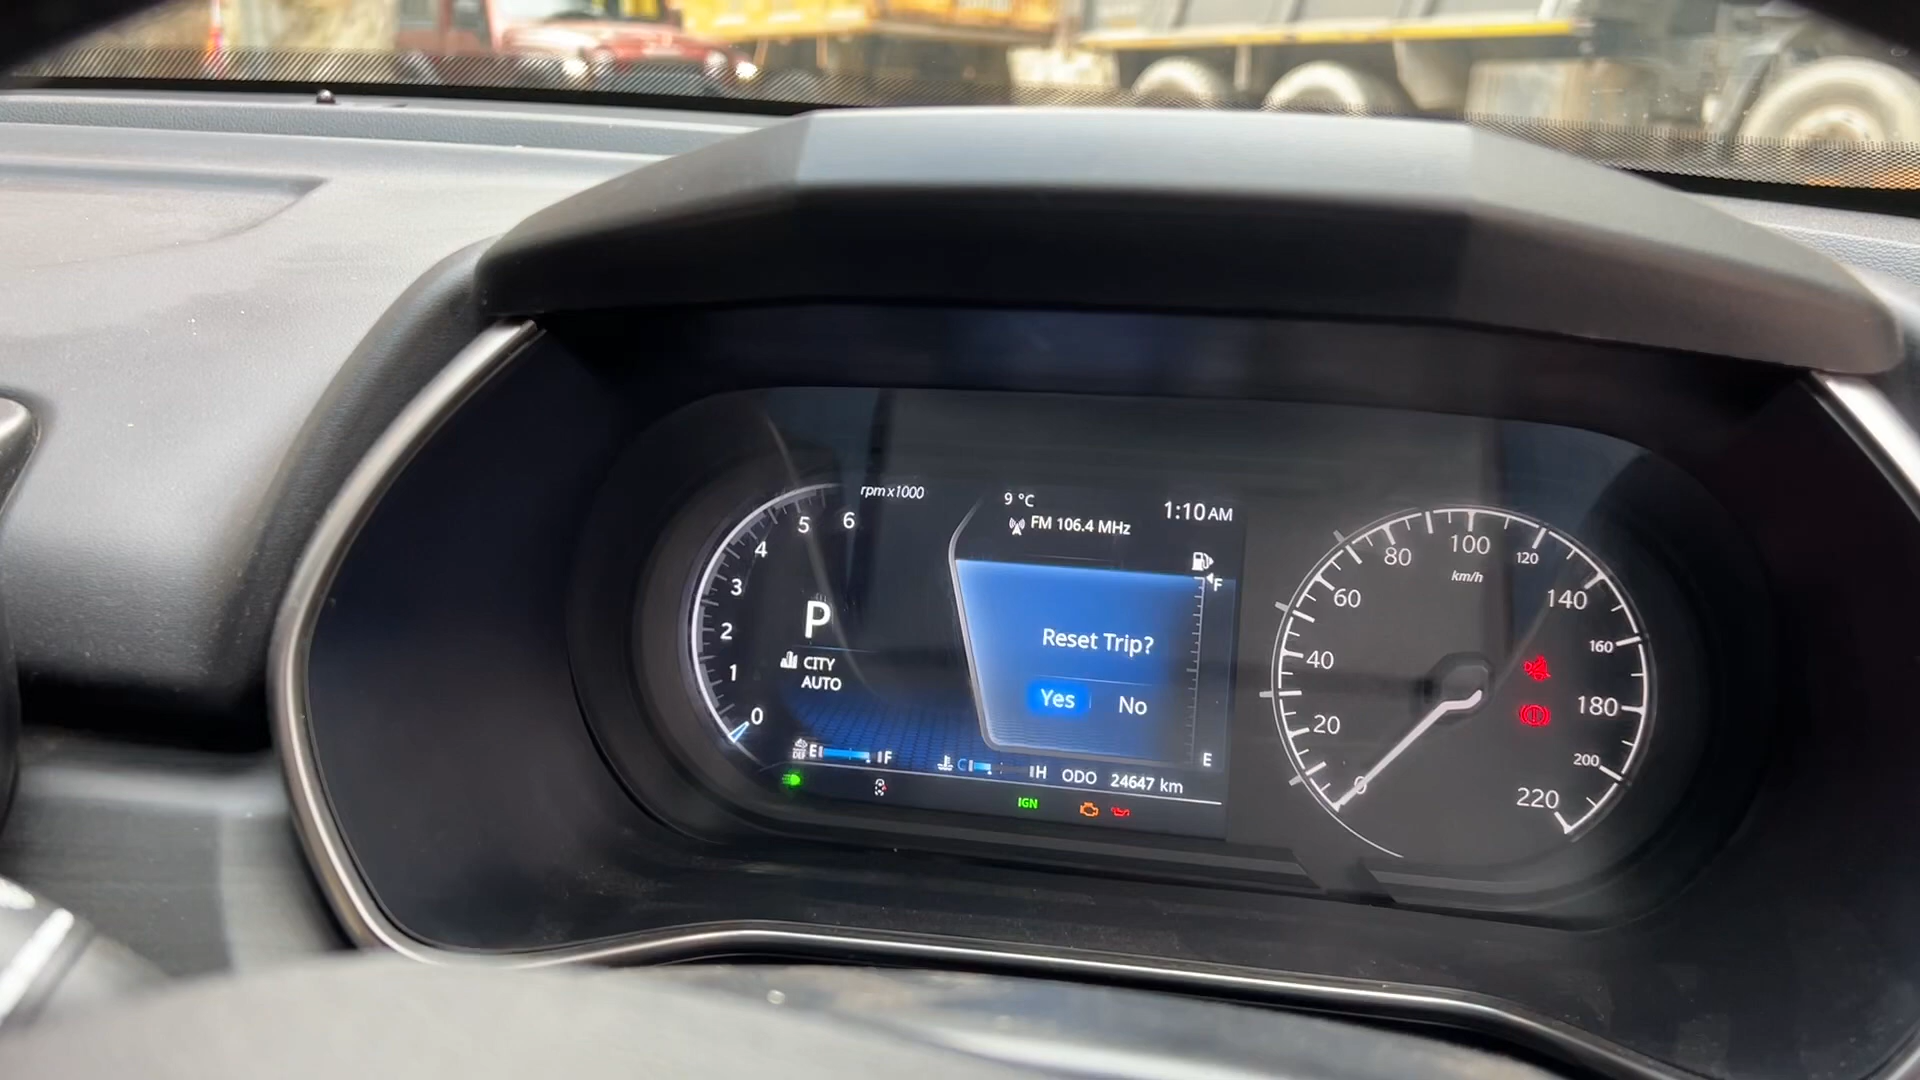 rpm x1000
6
5
4
3
2
1
0
P
CITY
AUTO
9 °C
1:10 AM
FM 106.4 MHz
F
Reset Trip?
Yes No
E
DEF E F
C H
ODO 24647 km
IGN
0
20
40
60
80
100
120
140
160
180
200
220
km/h